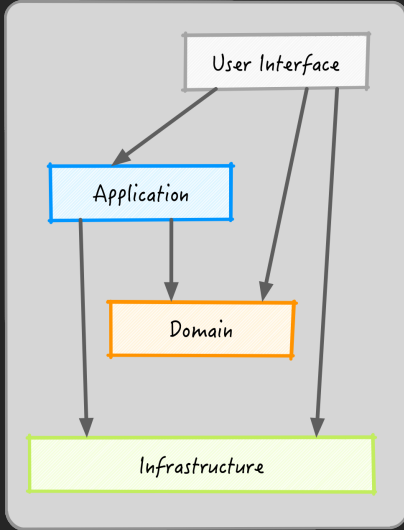 User Interface
Application
Domain
Infrastructure